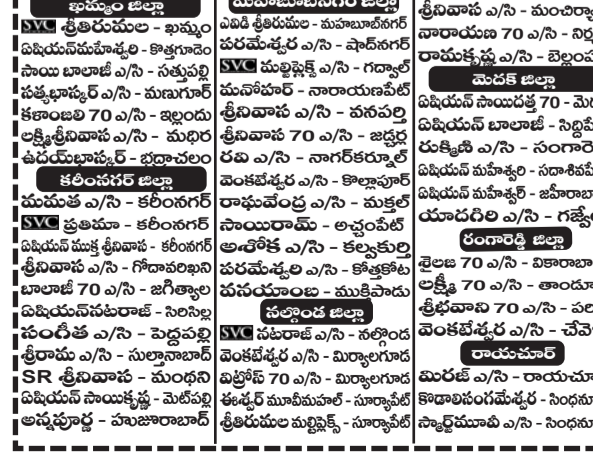 ఖమ్మం జిల్లా
SVC శ్రీతిరుమల - ఖమ్మం
ఏషియన్‌మహేశ్వరి - కొత్తగూడెం
సాయి బాలాజీ ఎ/సి - సత్తుపల్లి
సత్యభాస్కర్ ఎ/సి - మణుగూర్
కళాంజలి 70 ఎ/సి - ఇల్లందు
లక్ష్మిశ్రీనివాస ఎ/సి - మధిర
ఉదయ్‌భాస్కర్ - భద్రాచలం
కరీంనగర్ జిల్లా
మమత ఎ/సి - కరీంనగర్
SVC ప్రతిమా - కరీంనగర్
ఏషియన్ ముక్త శ్రీనివాస - కరీంనగర్
శ్రీనివాస ఎ/సి - గోదావరిఖని
బాలాజీ 70 ఎ/సి - జగిత్యాల
ఏషియన్‌నటరాజ్ - సిరిసిల్ల
సంగీత ఎ/సి - పెద్దపల్లి
శ్రీరామ ఎ/సి - సుల్తానాబాద్
SR శ్రీనివాస - మంథని
ఏషియన్ సాయికృష్ణ - మెట్‌పల్లి
అన్నపూర్ణ - హుజూరాబాద్
మహబూబ్‌నగర్ జిల్లా
ఎవిడి శ్రీతిరుమల - మహబూబ్‌నగర్
పరమేశ్వర ఎ/సి - షాద్‌నగర్
SVC మల్టిప్లెక్స్ ఎ/సి - గద్వాల్
మనోహర్ - నారాయణపేట్
శ్రీనివాస ఎ/సి - వనపర్తి
శ్రీనివాస 70 ఎ/సి - జడ్చర్ల
రవి ఎ/సి - నాగర్‌కర్నూల్
వెంకటేశ్వర ఎ/సి - కొల్లాపూర్
రాఘవేంద్ర ఎ/సి - మక్తల్
సాయిరామ్ - అచ్చంపేట్
అశోక ఎ/సి - కల్వకుర్తి
పరమేశ్వరి ఎ/సి - కొత్తకోట
వనయాంబ - ముక్తిపాడు
నల్గొండ జిల్లా
SVC నటరాజ్ ఎ/సి - నల్గొండ
వెంకటేశ్వర ఎ/సి - మిర్యాలగూడ
విట్రోస్ 70 ఎ/సి - మిర్యాలగూడ
ఈశ్వర్ మూవీమహల్ - సూర్యాపేట్
శ్రీతిరుమల మల్టిప్లెక్స్ - సూర్యాపేట్
శ్రీనివాస ఎ/సి - మంచిర్యా
నారాయణ 70 ఎ/సి - నిర్మ
రామకృష్ణ ఎ/సి - బెల్లంప
మెదక్ జిల్లా
ఏషియన్ సాయిదత్త 70 - మెద
ఏషియన్ బాలాజీ - సిద్దిపే
రుక్మిణి ఎ/సి - సంగారె
ఏషియన్ మహేశ్వరి - సదాశివపే
ఏషియన్ మహేశ్వర్ - జహీరాబా
యాదగిరి ఎ/సి - గజ్వే
రంగారెడ్డి జిల్లా
శైలజ 70 ఎ/సి - వికారాబా
లక్ష్మీ 70 ఎ/సి - తాండూ
శ్రీభవాని 70 ఎ/సి - పరి
వెంకటేశ్వర ఎ/సి - చేవె
రాయచూర్
మిరజ్ ఎ/సి - రాయచూ
కొడాలిసంగమేశ్వర - సింధనూ
స్మార్ట్‌మూవీ ఎ/సి - సింధనూ